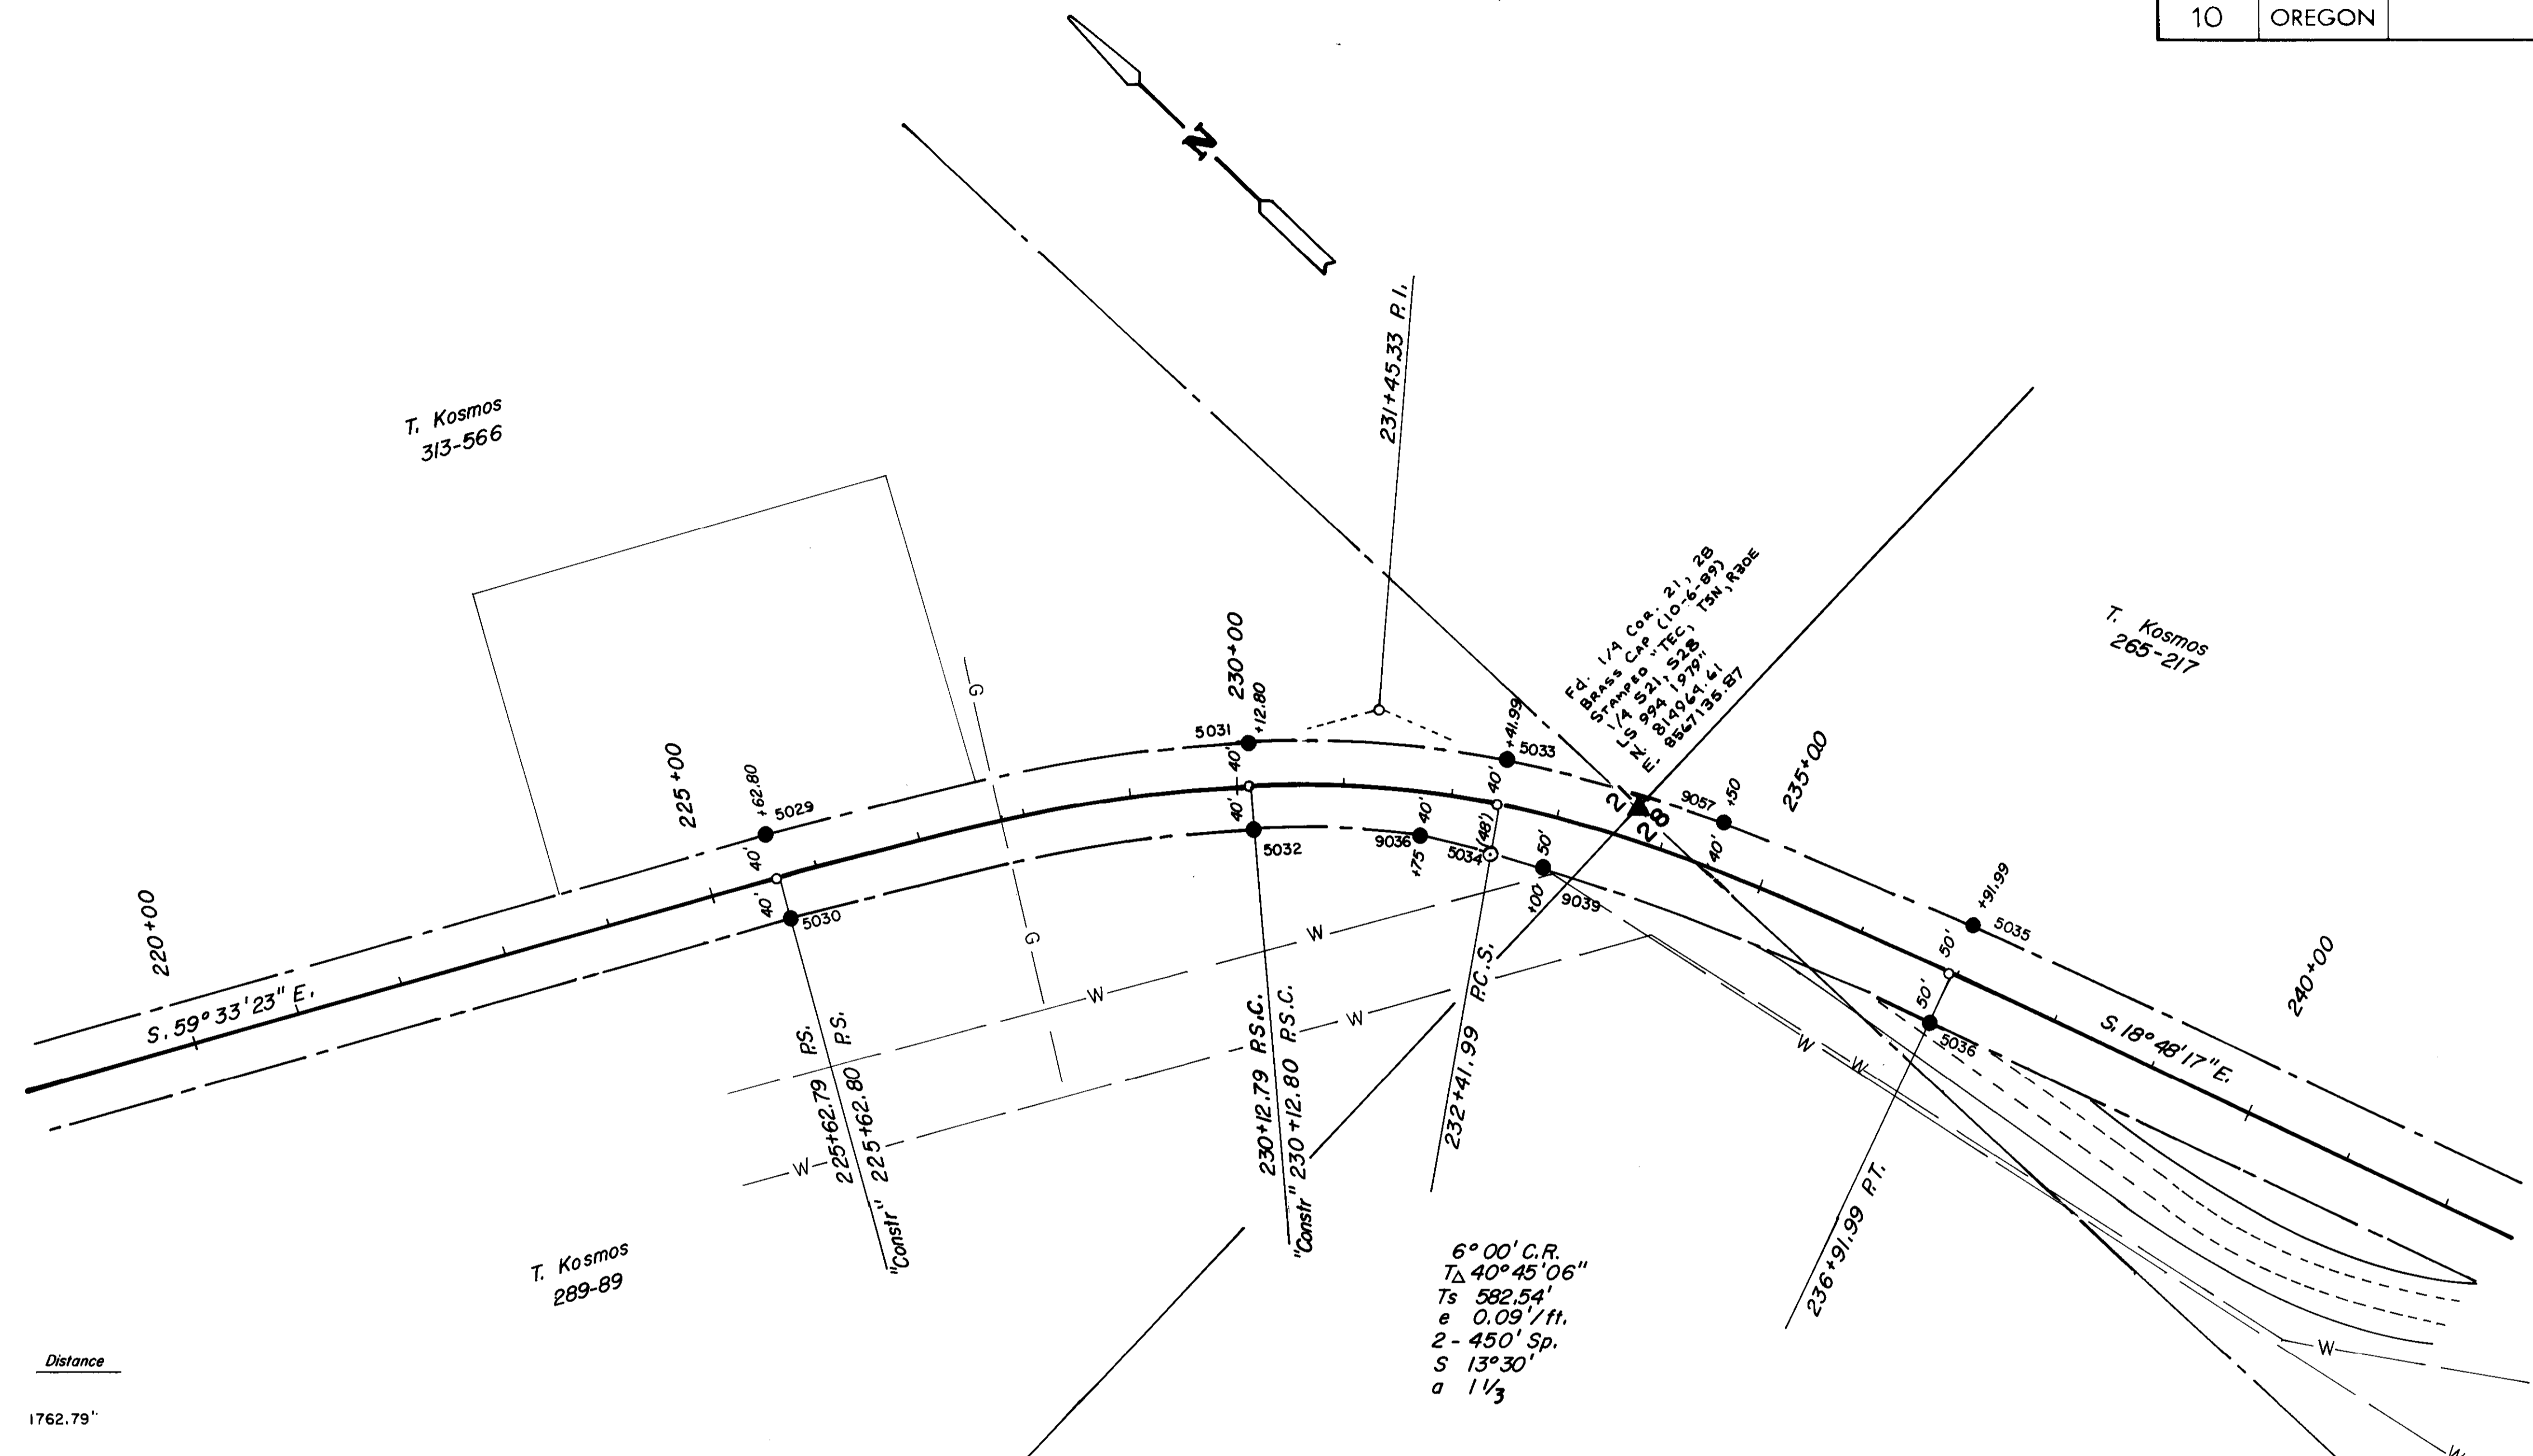 10 OREGON
N
T. Kosmos
313-566
231+45.33 P.I.
Fd. 1/4 COR. 21, 28
BRASS CAP (10-6-89)
STAMPED "TEC, T5N, R30E
1/4 S21, S28
LS 994 1979"
N. 814964.61
E. 8567135.87
T. Kosmos
265-217
220+00
225+00
+62.80
5029
40'
40'
5030
G
G
230+00
+12.80
5031
40'
40'
5032
+41.99
5033
40'
(48')
5034
9036
40'
+75
50'
+00
9039
21
28
9057
+50
40'
235+00
+91.99
5035
50'
50'
5036
240+00
S. 59° 33' 23" E.
S. 18° 48' 17" E.
W
W
W
W
W
W
W
W
225+62.79 P.S.
"Constr" 225+62.80 P.S.
230+12.79 P.S.C.
"Constr" 230+12.80 P.S.C.
232+41.99 P.C.S.
236+91.99 P.T.
T. Kosmos
289-89
6° 00' C.R.
T△ 40° 45' 06"
Ts 582.54'
e 0.09'/ft.
2 - 450' Sp.
S 13° 30'
a 1 1/3
Distance
1762.79'